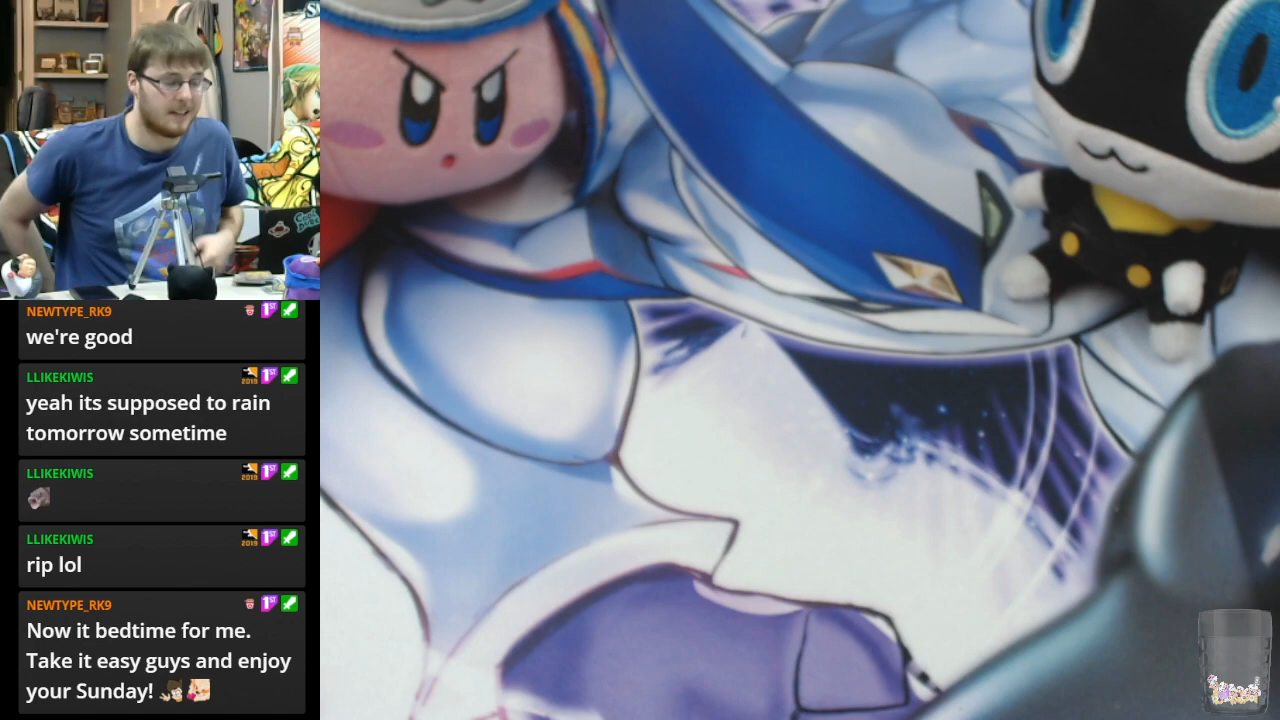 NEWTYPE_RK9
we're good
LLIKEKIWIS
yeah its supposed to rain
tomorrow sometime
LLIKEKIWIS
LLIKEKIWIS
rip lol
NEWTYPE_RK9
Now it bedtime for me.
Take it easy guys and enjoy
your Sunday!